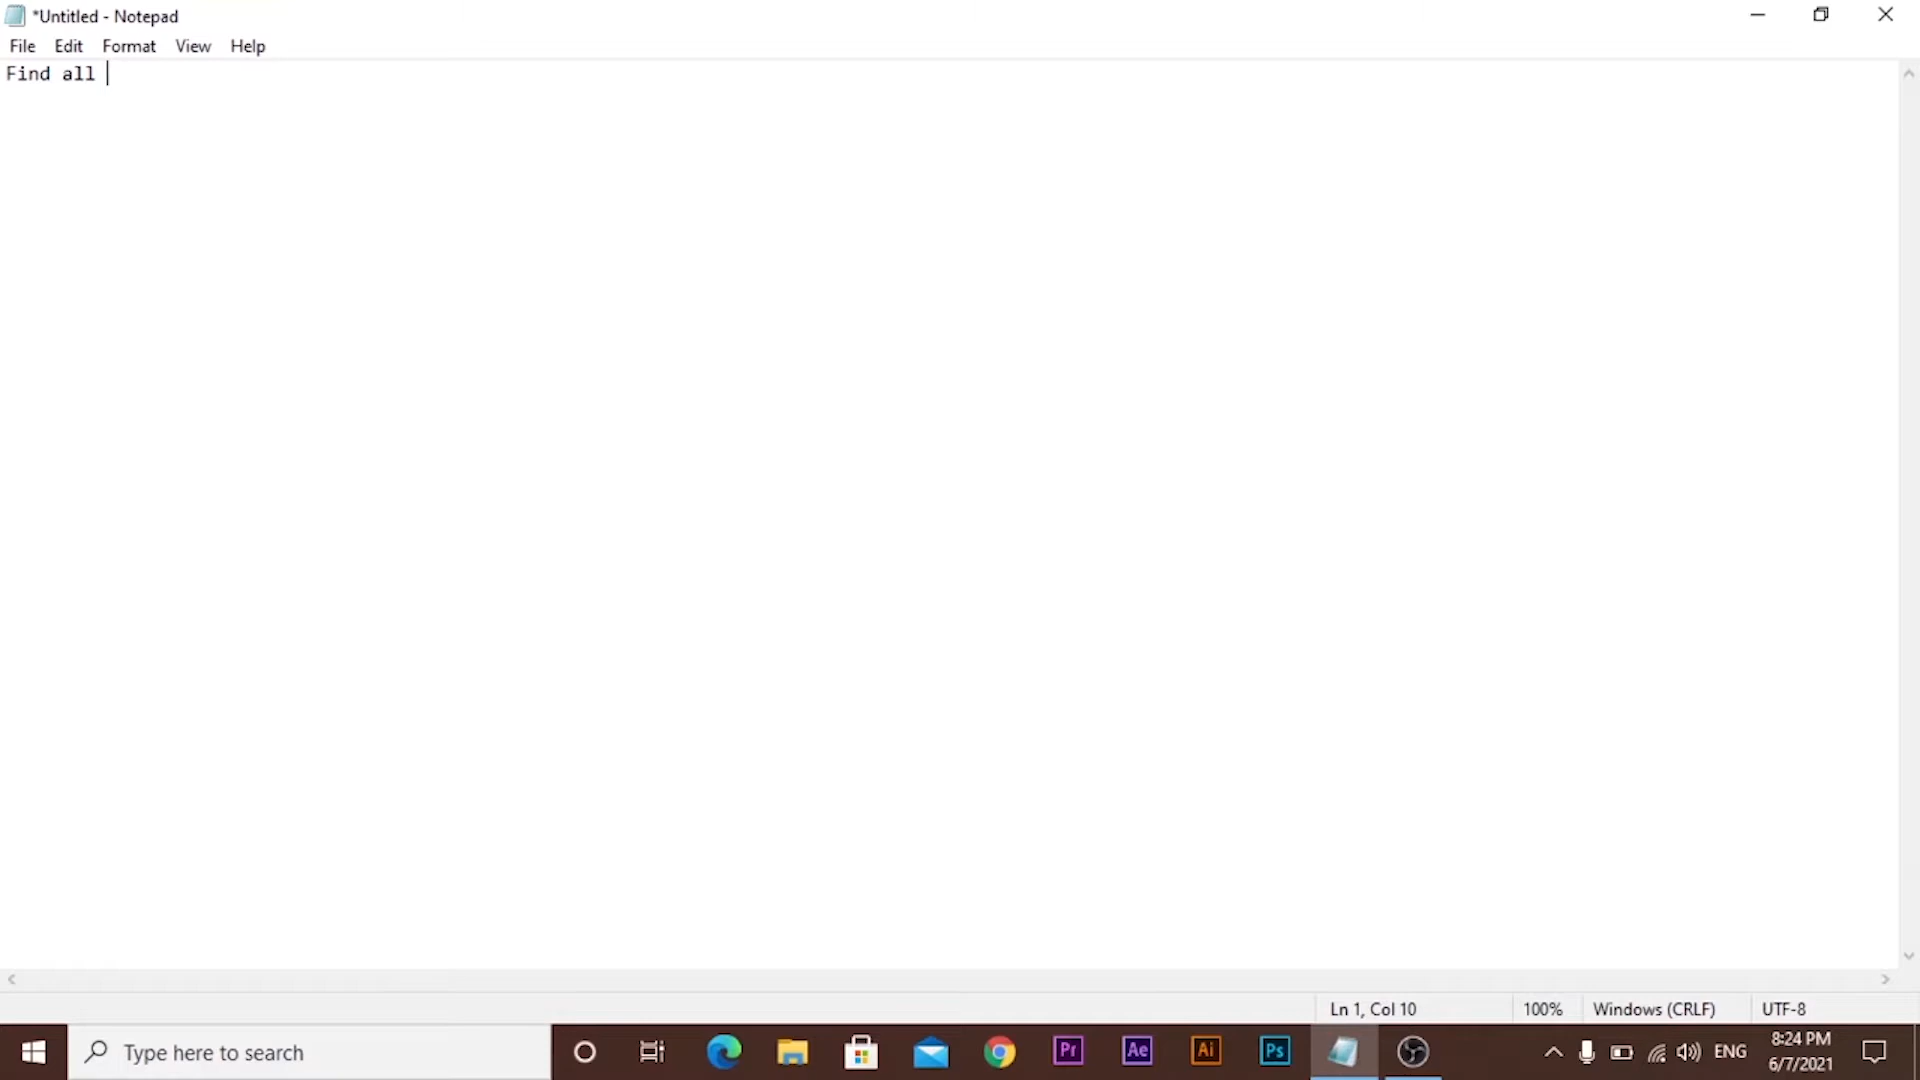 *Untitled - Notepad
File Edit Format View Help
Find all
Ln 1, Col 10 100% Windows (CRLF) UTF-8
Type here to search Pr Ae Ai Ps ENG 8:24 PM
6/7/2021